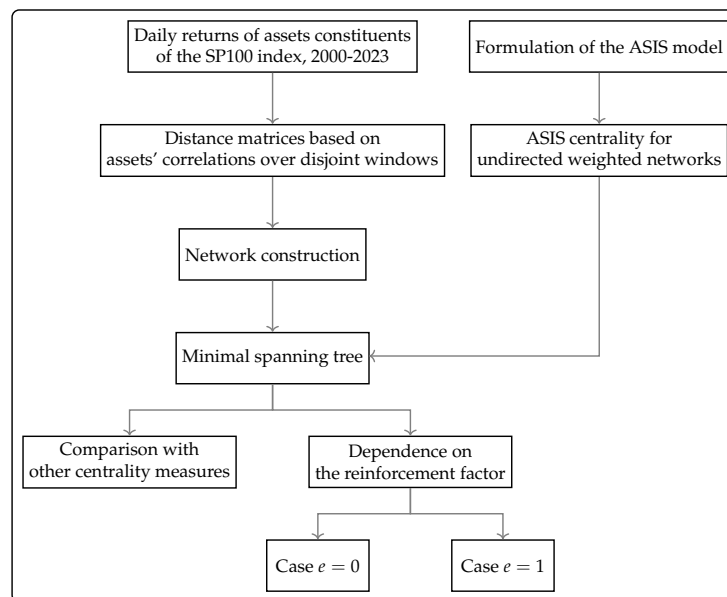 Daily returns of assets constituents
of the SP100 index, 2000-2023
Formulation of the ASIS model
Distance matrices based on
assets’ correlations over disjoint windows
ASIS centrality for
undirected weighted networks
Network construction
Minimal spanning tree
Comparison with
other centrality measures
Dependence on
the reinforcement factor
Case e = 0
Case e = 1